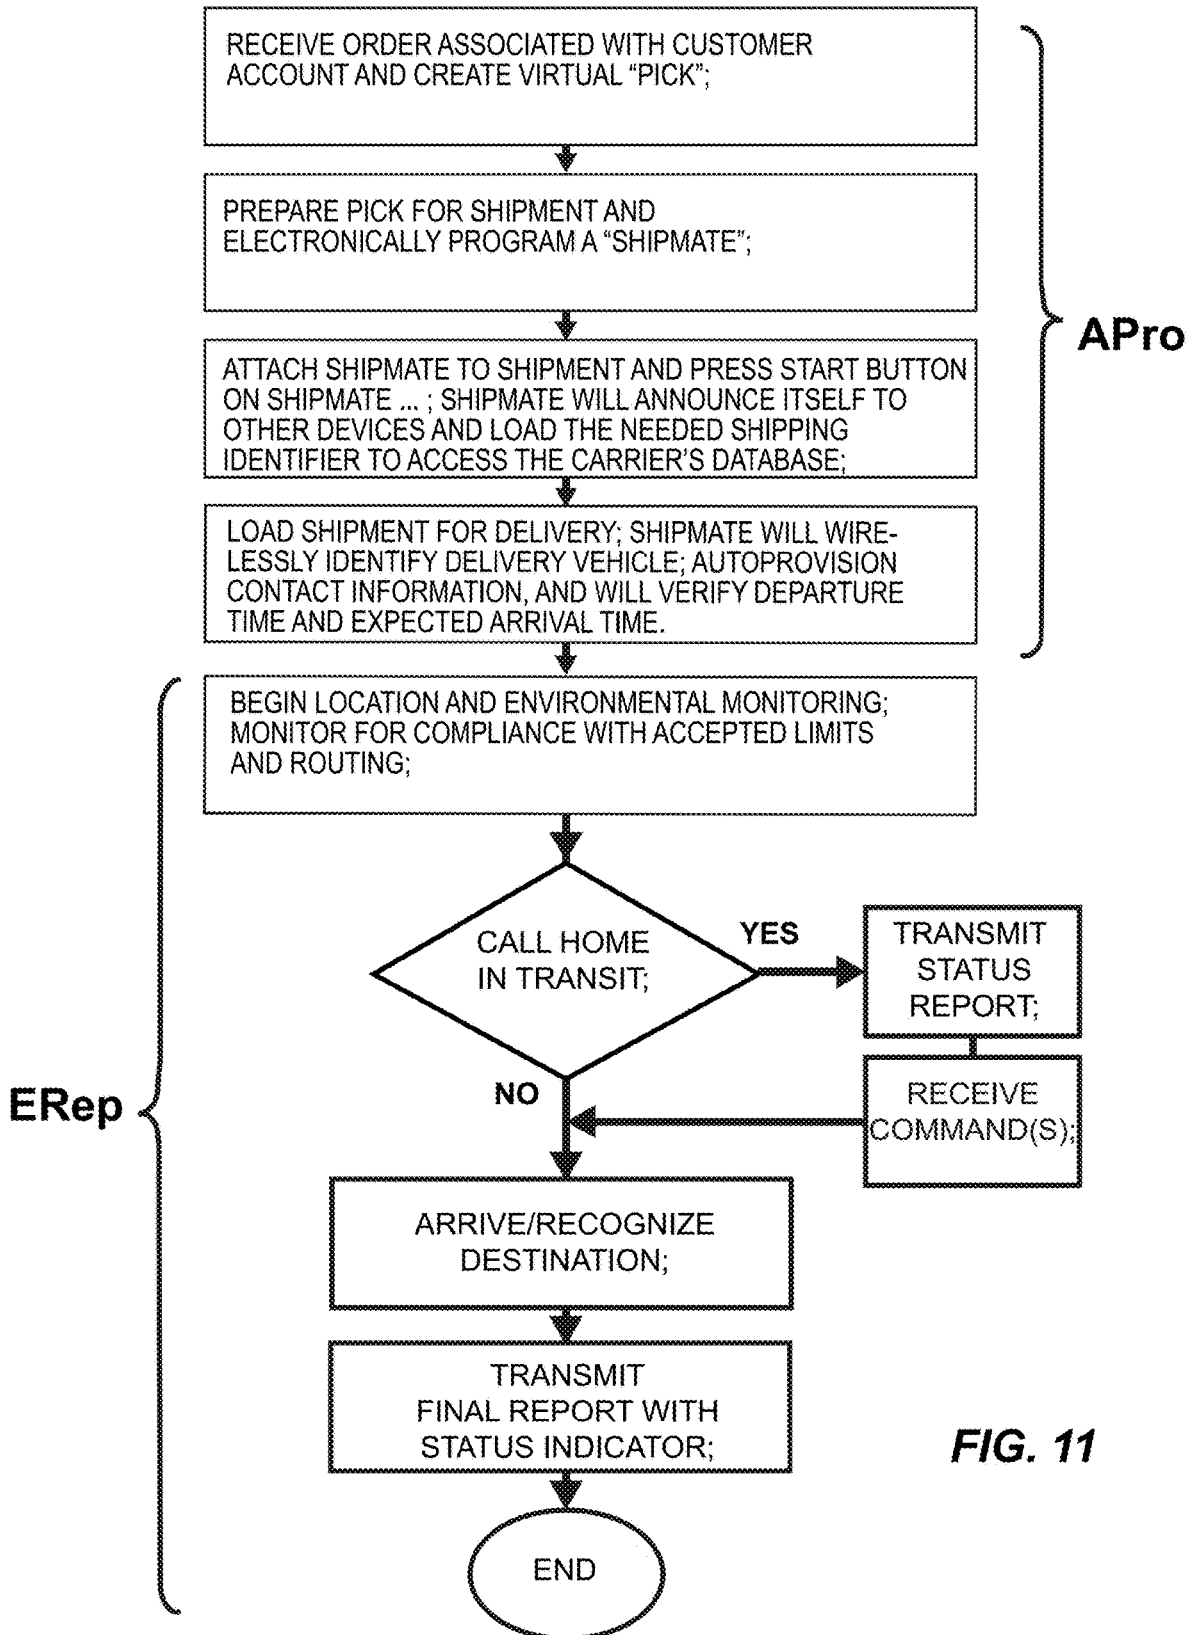 RECEIVE ORDER ASSOCIATED WITH CUSTOMER
ACCOUNT AND CREATE VIRTUAL “PICK”;
PREPARE PICK FOR SHIPMENT AND
ELECTRONICALLY PROGRAM A “SHIPMATE”;
APro
ATTACH SHIPMATE TO SHIPMENT AND PRESS START BUTTON
ON SHIPMATE ... ; SHIPMATE WILL ANNOUNCE ITSELF TO
OTHER DEVICES AND LOAD THE NEEDED SHIPPING
IDENTIFIER TO ACCESS THE CARRIER’S DATABASE;
LOAD SHIPMENT FOR DELIVERY; SHIPMATE WILL WIRE-
LESSLY IDENTIFY DELIVERY VEHICLE; AUTOPROVISION
CONTACT INFORMATION, AND WILL VERIFY DEPARTURE
TIME AND EXPECTED ARRIVAL TIME.
BEGIN LOCATION AND ENVIRONMENTAL MONITORING;
MONITOR FOR COMPLIANCE WITH ACCEPTED LIMITS
AND ROUTING;
CALL HOME
IN TRANSIT;
YES
TRANSMIT
STATUS
REPORT;
NO
RECEIVE
COMMAND(S);
ERep
ARRIVE/RECOGNIZE
DESTINATION;
TRANSMIT
FINAL REPORT WITH
STATUS INDICATOR;
FIG. 11
END